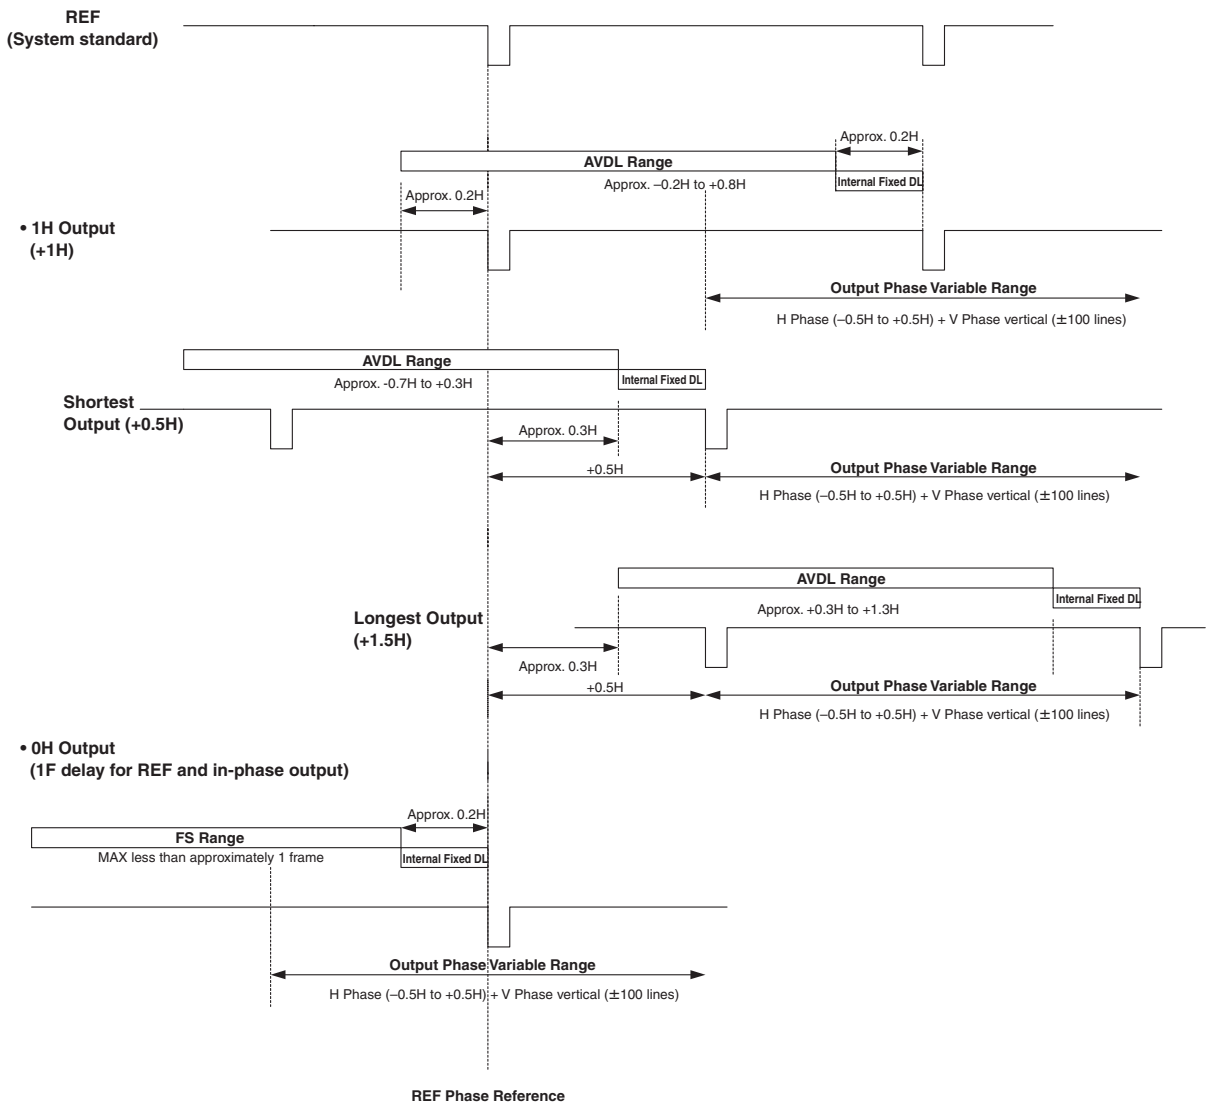 REF
(System standard)
Approx. 0.2H
AVDL Range
Approx. –0.2H to +0.8H
Internal Fixed DL
Approx. 0.2H
• 1H Output
(+1H)
Output Phase Variable Range
H Phase (–0.5H to +0.5H) + V Phase vertical (±100 lines)
AVDL Range
Approx. -0.7H to +0.3H
Internal Fixed DL
Shortest
Output (+0.5H)
Approx. 0.3H
+0.5H
Output Phase Variable Range
H Phase (–0.5H to +0.5H) + V Phase vertical (±100 lines)
AVDL Range
Internal Fixed DL
Approx. +0.3H to +1.3H
Longest Output
(+1.5H)
Approx. 0.3H
+0.5H
Output Phase Variable Range
H Phase (–0.5H to +0.5H) + V Phase vertical (±100 lines)
• 0H Output
(1F delay for REF and in-phase output)
Approx. 0.2H
FS Range
MAX less than approximately 1 frame
Internal Fixed DL
Output Phase Variable Range
H Phase (–0.5H to +0.5H) + V Phase vertical (±100 lines)
REF Phase Reference